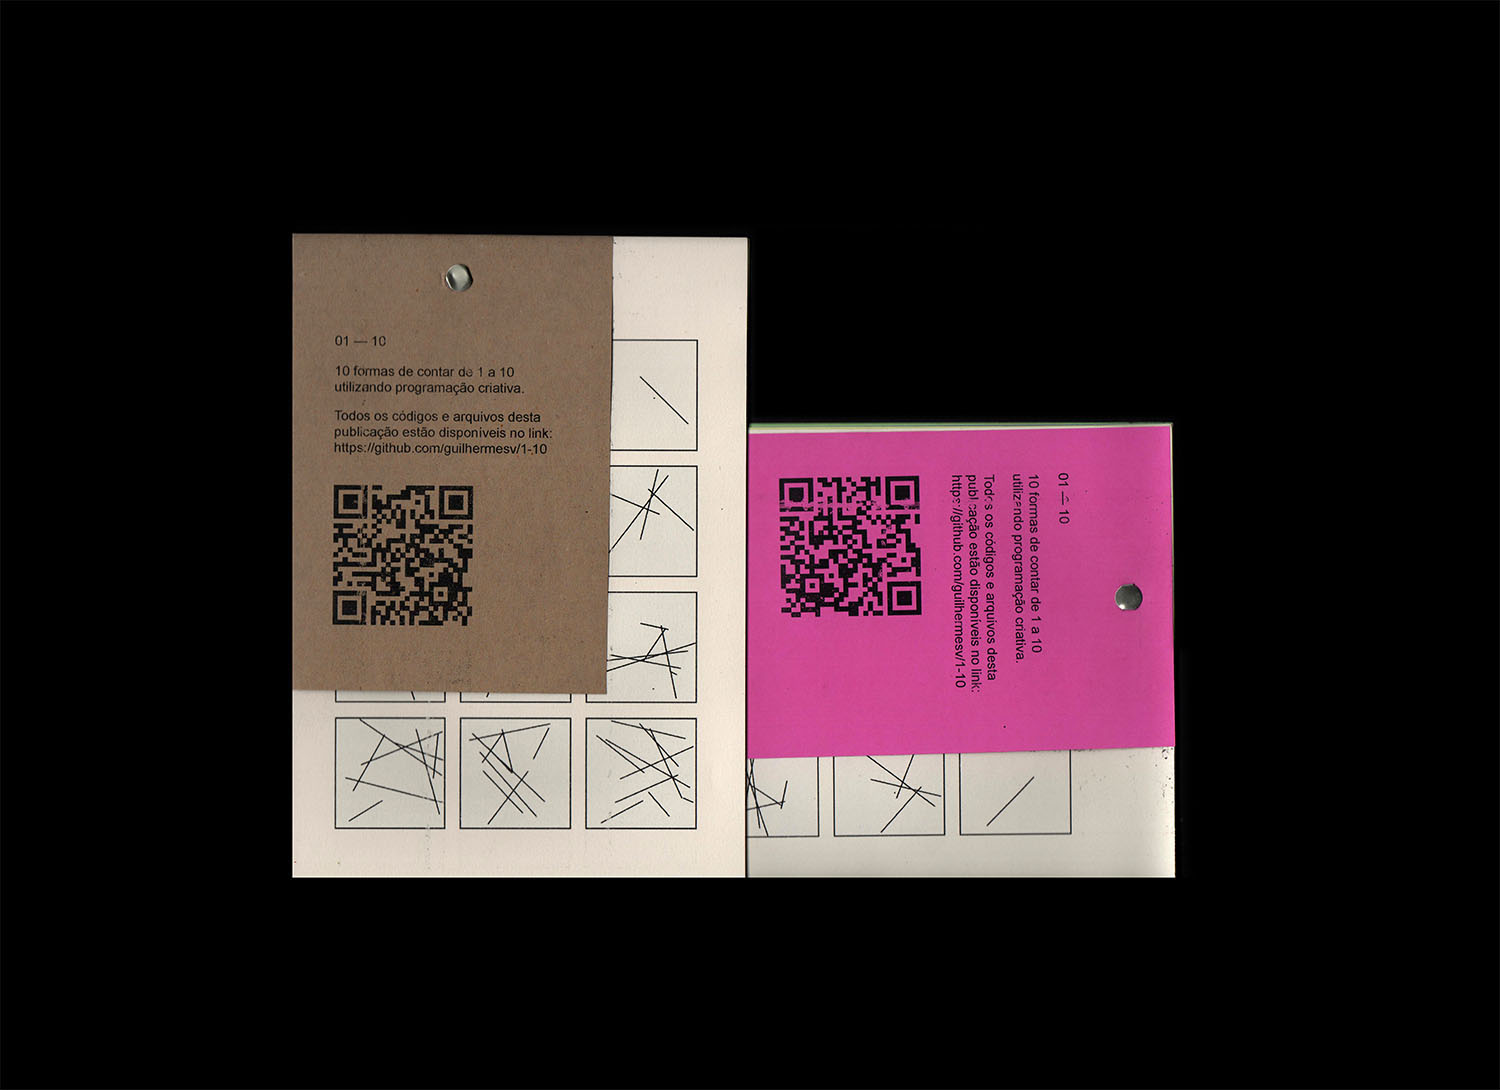 01 — 10
10 formas de contar de 1 a 10
utilizando programação criativa.
Todos os códigos e arquivos desta
publicação estão disponíveis no link:
https://github.com/guilhermesv/1-10
01 — 10
10 formas de contar de 1 a 10
utilizando programação criativa.
Todos os códigos e arquivos desta
publicação estão disponíveis no link:
https://github.com/guilhermesv/1-10